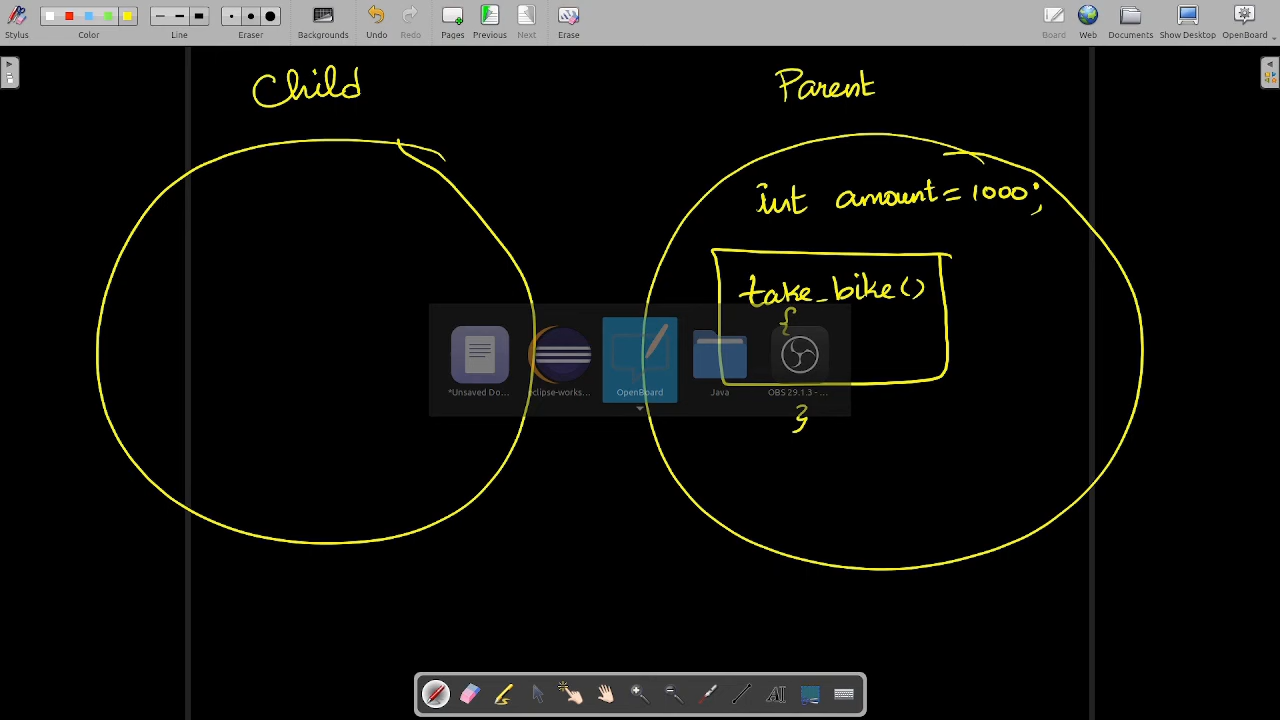 Stylus
Color
Line
Eraser
Backgrounds
Undo
Redo
Pages
Previous
Next
Erase
Board
Web
Documents
Show Desktop
OpenBoard
Child
Parent
int amount = 1000;
take_bike()
{
}
*Unsaved Do...
eclipse-works...
OpenBoard
Java
OBS 29.1.3 - ...
AI